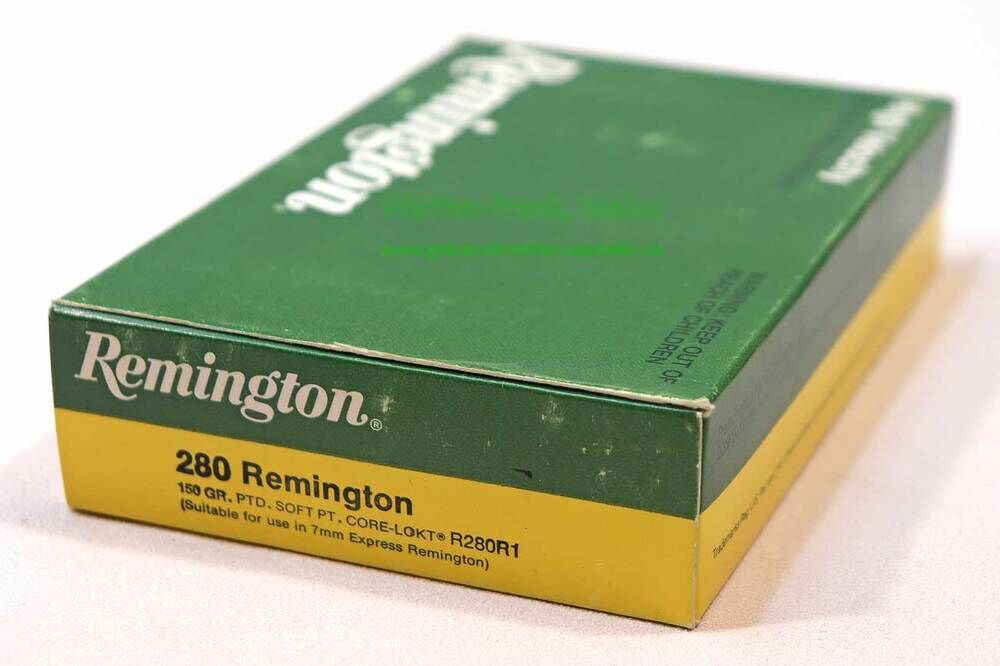 Remington
Velocity
WARNING: KEEP OUT OF
REACH OF CHILDREN
Remington®
280 Remington
150 GR. PTD. SOFT PT. CORE-LOKT® R280R1
(Suitable for use in 7mm Express Remington)